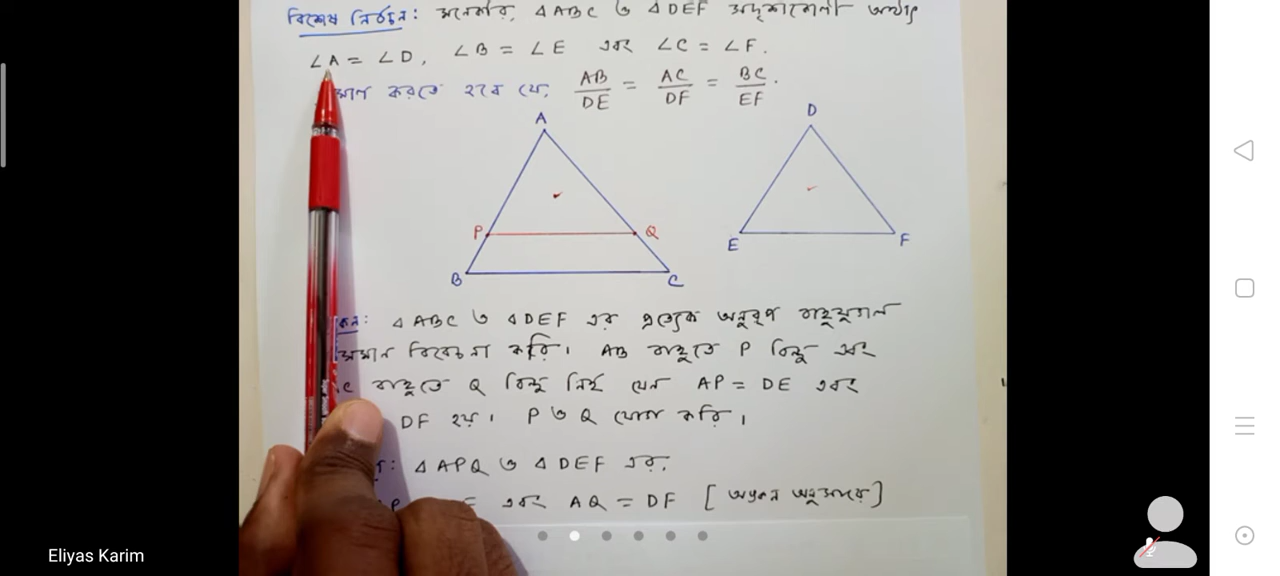 বিশেষ নির্বচন: মনেকরি, △ABC ও △DEF সদৃশকোণী অর্থাৎ
∠A = ∠D, ∠B = ∠E এবং ∠C = ∠F.
প্রমাণ করতে হবে যে, AB/DE = AC/DF = BC/EF.
A
D
P
Q
E
F
B
C
△ABC ও △DEF এর প্রত্যেক অনুরূপ বাহুযুগল
অসমান বিবেচনা করি। AB বাহুতে P বিন্দু এবং
C বাহুতে Q বিন্দু নিই যেন AP = DE এবং
DF হয়। P ও Q যোগ করি।
: △APQ ও △DEF এর,
P E এবং AQ = DF [অঙ্কন অনুসারে]
Eliyas Karim